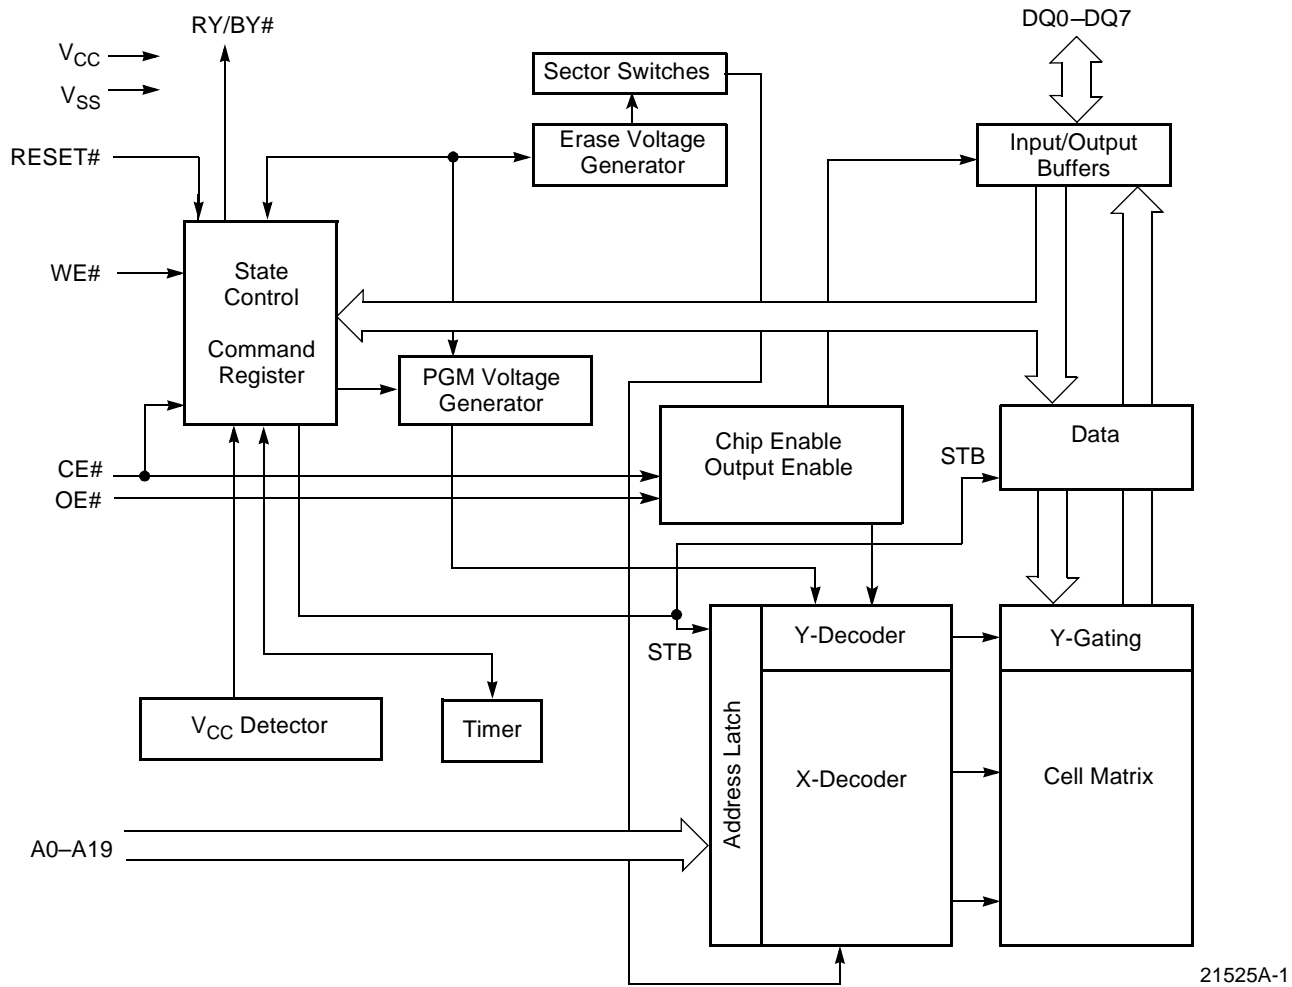 RY/BY#
DQ0–DQ7
VCC
VSS
Sector Switches
Erase Voltage
Generator
Input/Output
Buffers
RESET#
WE#
State
Control
Command
Register
PGM Voltage
Generator
Chip Enable
Output Enable
Data
STB
CE#
OE#
STB
Y-Decoder
Y-Gating
VCC Detector
Timer
Address Latch
X-Decoder
Cell Matrix
A0–A19
21525A-1